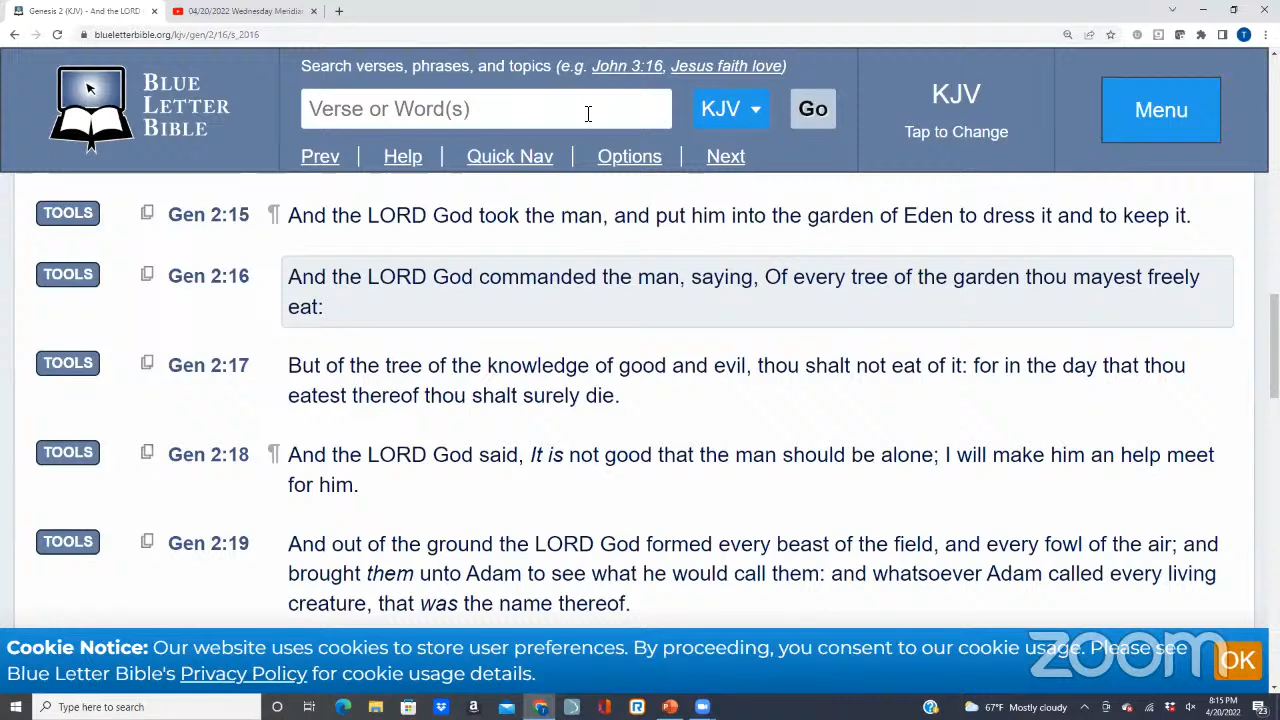 Genesis 2 (KJV) - And the LORD
04/20/2022 Wednesday Meridia
blueletterbible.org/kjv/gen/2/16/s_2016
Search verses, phrases, and topics (e.g. John 3:16, Jesus faith love)
BLUE
LETTER
BIBLE
Verse or Word(s)
KJV
Go
KJV
Tap to Change
Menu
Prev | Help | Quick Nav | Options | Next
TOOLS Gen 2:15 ¶ And the LORD God took the man, and put him into the garden of Eden to dress it and to keep it.
TOOLS Gen 2:16 And the LORD God commanded the man, saying, Of every tree of the garden thou mayest freely
eat:
TOOLS Gen 2:17 But of the tree of the knowledge of good and evil, thou shalt not eat of it: for in the day that thou
eatest thereof thou shalt surely die.
TOOLS Gen 2:18 ¶ And the LORD God said, It is not good that the man should be alone; I will make him an help meet
for him.
TOOLS Gen 2:19 And out of the ground the LORD God formed every beast of the field, and every fowl of the air; and
brought them unto Adam to see what he would call them: and whatsoever Adam called every living
creature, that was the name thereof.
Cookie Notice: Our website uses cookies to store user preferences. By proceeding, you consent to our cookie usage. Please see
Blue Letter Bible's Privacy Policy for cookie usage details.
OK
zoom
Type here to search
67°F Mostly cloudy
8:15 PM
4/20/2022